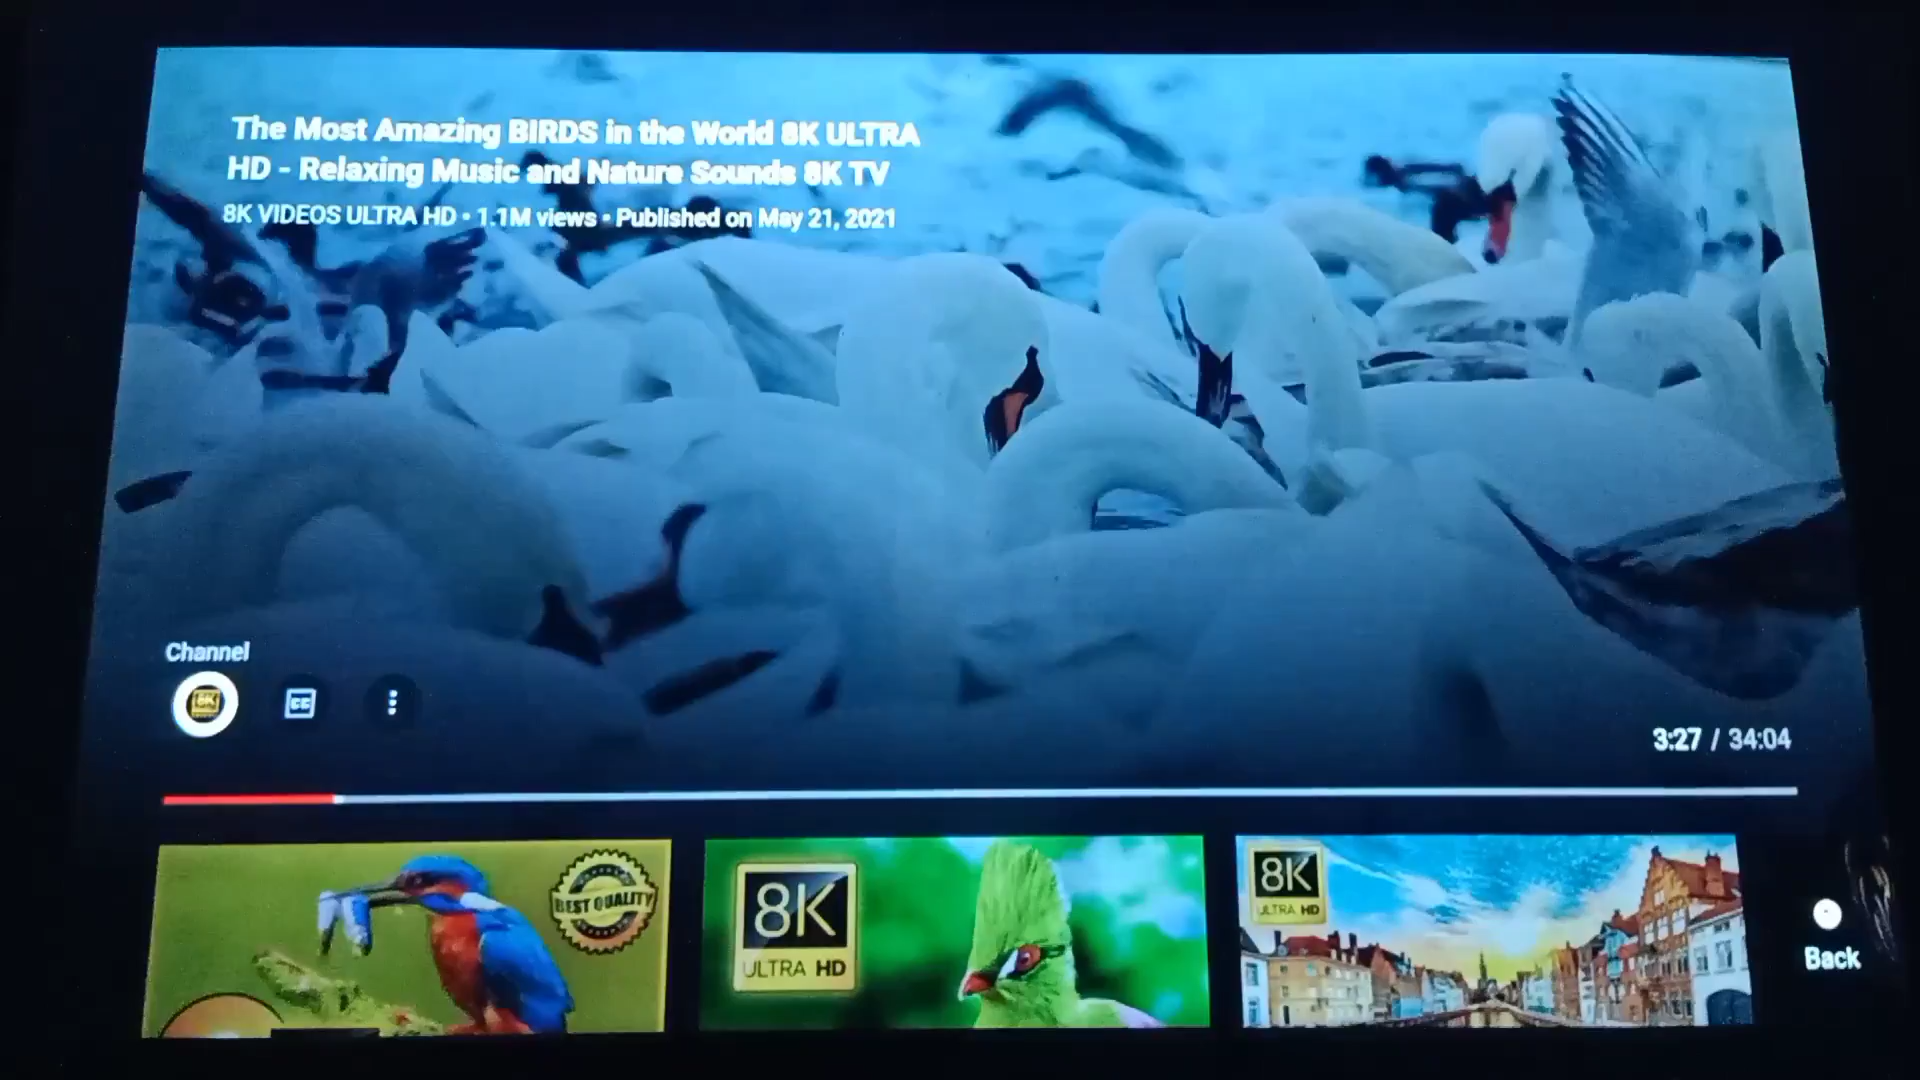 The Most Amazing BIRDS in the World 8K ULTRA
HD - Relaxing Music and Nature Sounds 8K TV
8K VIDEOS ULTRA HD • 1.1M views • Published on May 21, 2021
Channel
8K
CC
3:27 / 34:04
BEST QUALITY
8K
ULTRA HD
8K
ULTRA HD
Back